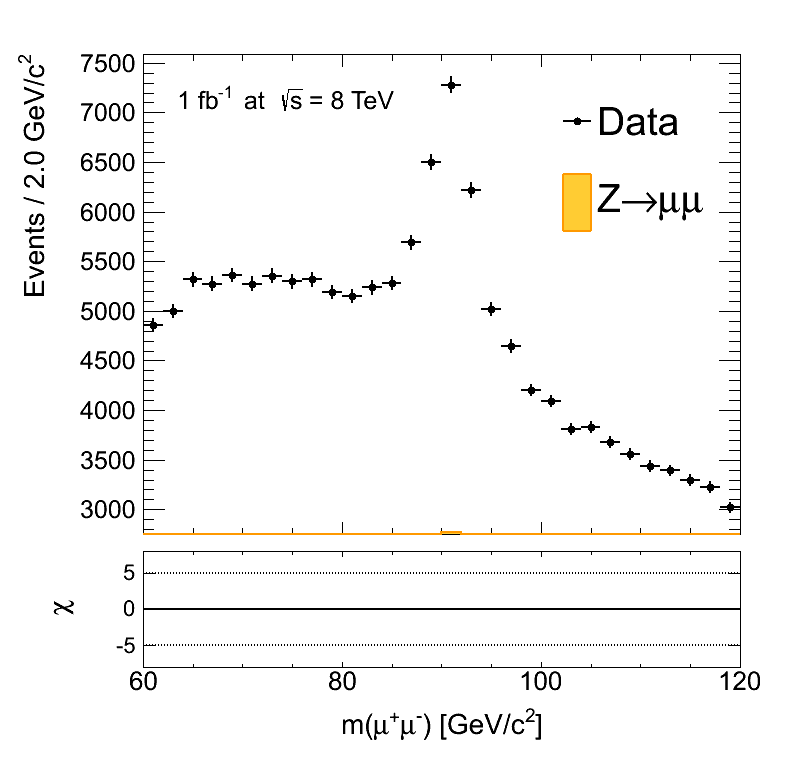 7500
7000
6500
6000
5500
5000
4500
4000
3500
3000
Events / 2.0 GeV/c²
1 fb⁻¹ at √s = 8 TeV
Data
Z→μμ
5
0
-5
χ
60 80 100 120
m(μ⁺μ⁻) [GeV/c²]